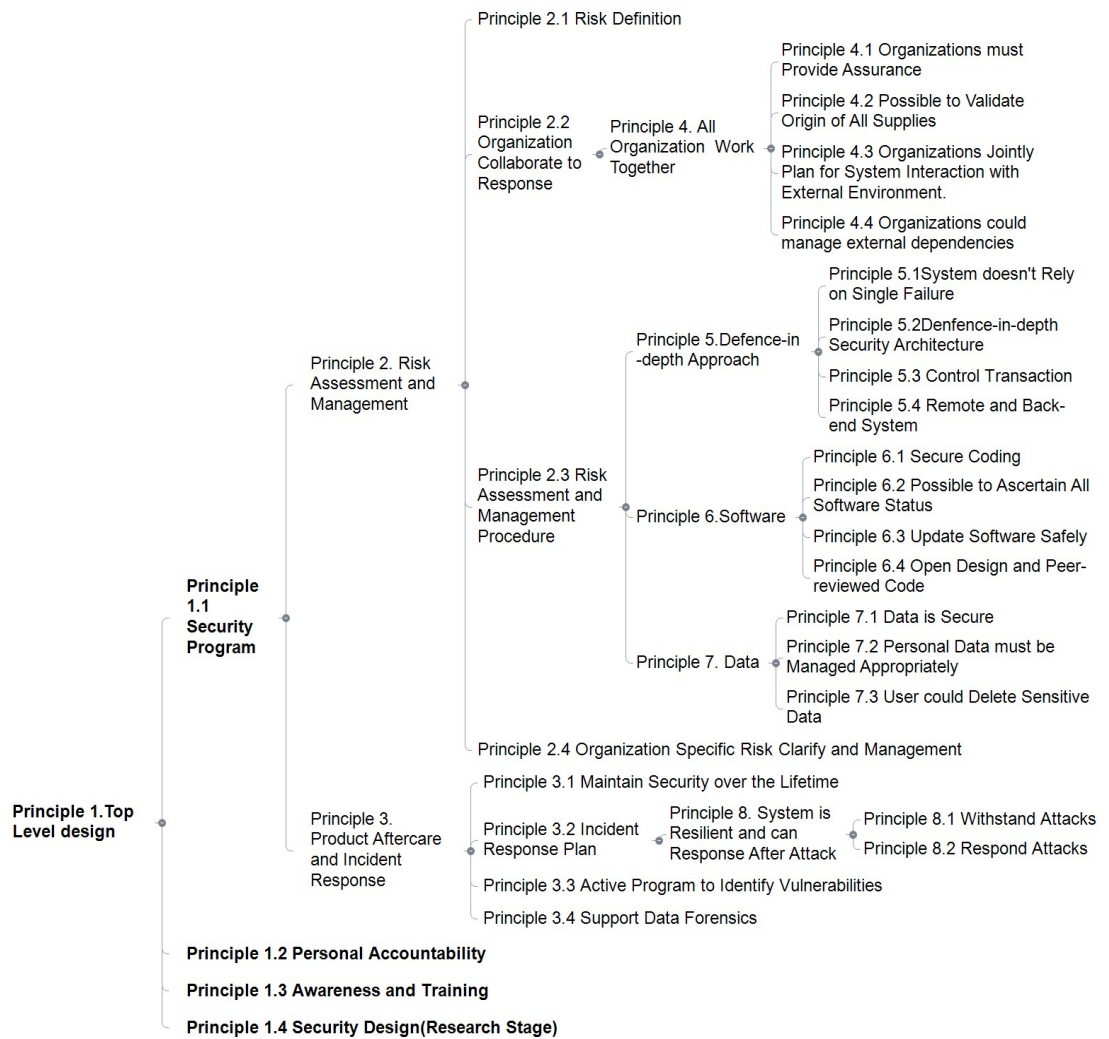 Principle 2.1 Risk Definition
Principle 4.1 Organizations must
Provide Assurance
Principle 4.2 Possible to Validate
Origin of All Supplies
Principle 2.2
Organization
Collaborate to
Response
Principle 4. All
Organization Work
Together
Principle 4.3 Organizations Jointly
Plan for System Interaction with
External Environment.
Principle 4.4 Organizations could
manage external dependencies
Principle 5.1System doesn't Rely
on Single Failure
Principle 5.2Denfence-in-depth
Security Architecture
Principle 5.Defence-in
-depth Approach
Principle 5.3 Control Transaction
Principle 5.4 Remote and Back-
end System
Principle 2. Risk
Assessment and
Management
Principle 6.1 Secure Coding
Principle 6.2 Possible to Ascertain All
Software Status
Principle 2.3 Risk
Assessment and
Management
Procedure
Principle 6.Software
Principle 6.3 Update Software Safely
Principle 6.4 Open Design and Peer-
reviewed Code
Principle
1.1
Security
Program
Principle 7.1 Data is Secure
Principle 7. Data
Principle 7.2 Personal Data must be
Managed Appropriately
Principle 7.3 User could Delete Sensitive
Data
Principle 2.4 Organization Specific Risk Clarify and Management
Principle 1.Top
Level design
Principle 3.
Product Aftercare
and Incident
Response
Principle 3.1 Maintain Security over the Lifetime
Principle 3.2 Incident
Response Plan
Principle 8. System is
Resilient and can
Response After Attack
Principle 8.1 Withstand Attacks
Principle 8.2 Respond Attacks
Principle 3.3 Active Program to Identify Vulnerabilities
Principle 3.4 Support Data Forensics
Principle 1.2 Personal Accountability
Principle 1.3 Awareness and Training
Principle 1.4 Security Design(Research Stage)